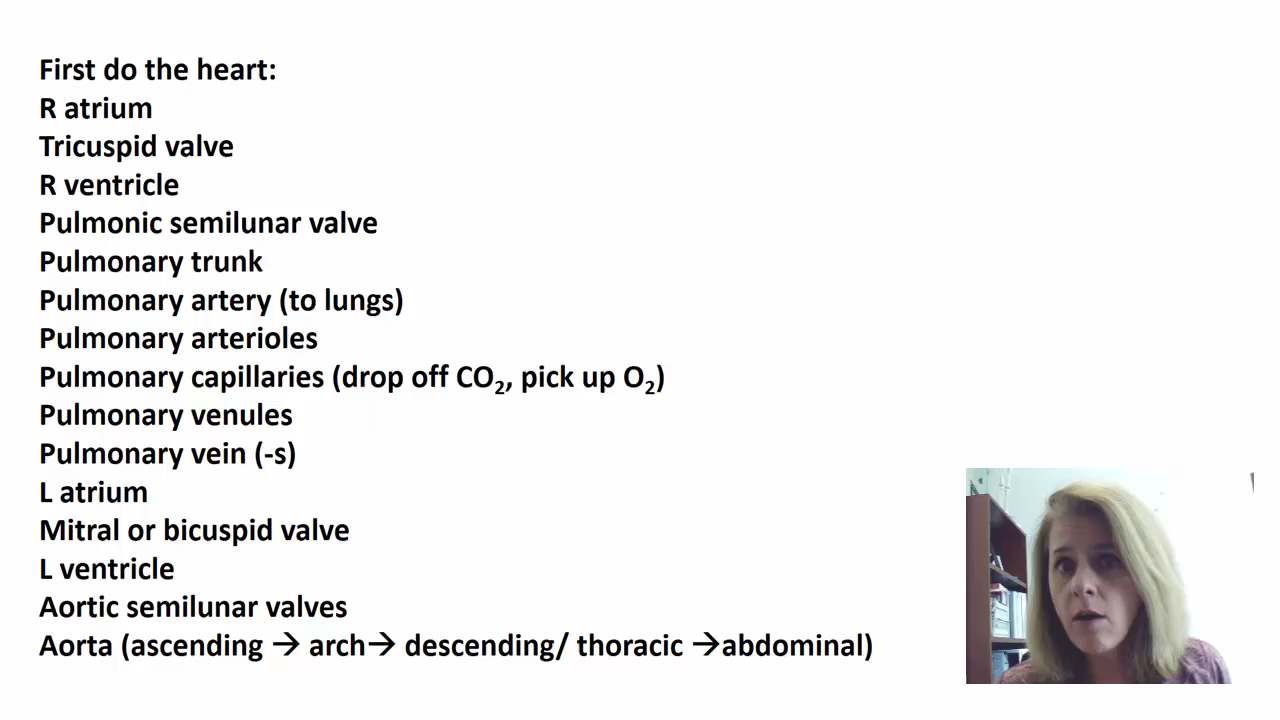 First do the heart:
R atrium
Tricuspid valve
R ventricle
Pulmonic semilunar valve
Pulmonary trunk
Pulmonary artery (to lungs)
Pulmonary arterioles
Pulmonary capillaries (drop off CO₂, pick up O₂)
Pulmonary venules
Pulmonary vein (-s)
L atrium
Mitral or bicuspid valve
L ventricle
Aortic semilunar valves
Aorta (ascending → arch→ descending/ thoracic →abdominal)